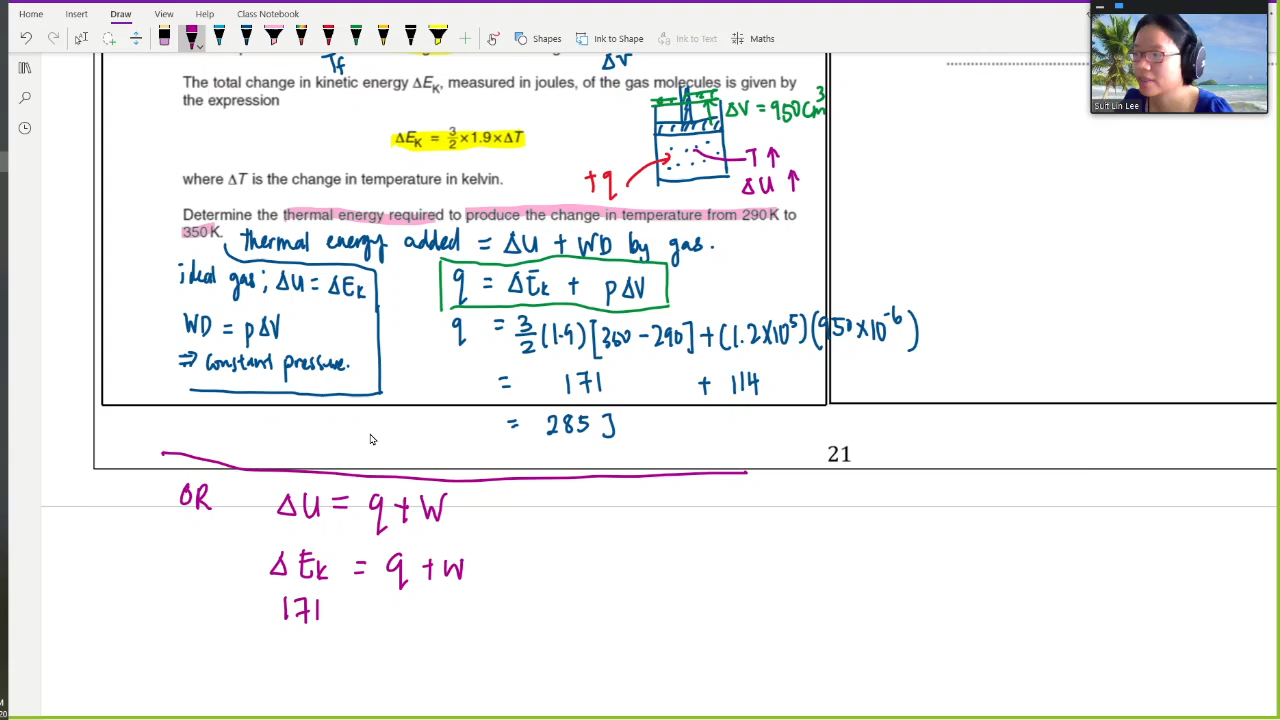 Home Insert Draw View Help Class Notebook
Shapes Ink to Shape Ink to Text Maths
Suit Lin Lee
Tf ΔV
The total change in kinetic energy ΔEK, measured in joules, of the gas molecules is given by
the expression
ΔV = 950cm³
ΔEK = 3/2 × 1.9 × ΔT
T ↑
+q
ΔU ↑
where ΔT is the change in temperature in kelvin.
Determine the thermal energy required to produce the change in temperature from 290 K to
350 K.
thermal energy added = ΔU + WD by gas.
ideal gas; ΔU = ΔEk
q = ΔEk + pΔV
WD = pΔV
⇒ constant pressure.
q = 3/2 (1.9) [350 - 290] + (1.2×10⁵)(950×10⁻⁶)
= 171 + 114
= 285 J
21
OR ΔU = q + W
ΔEk = q + W
171